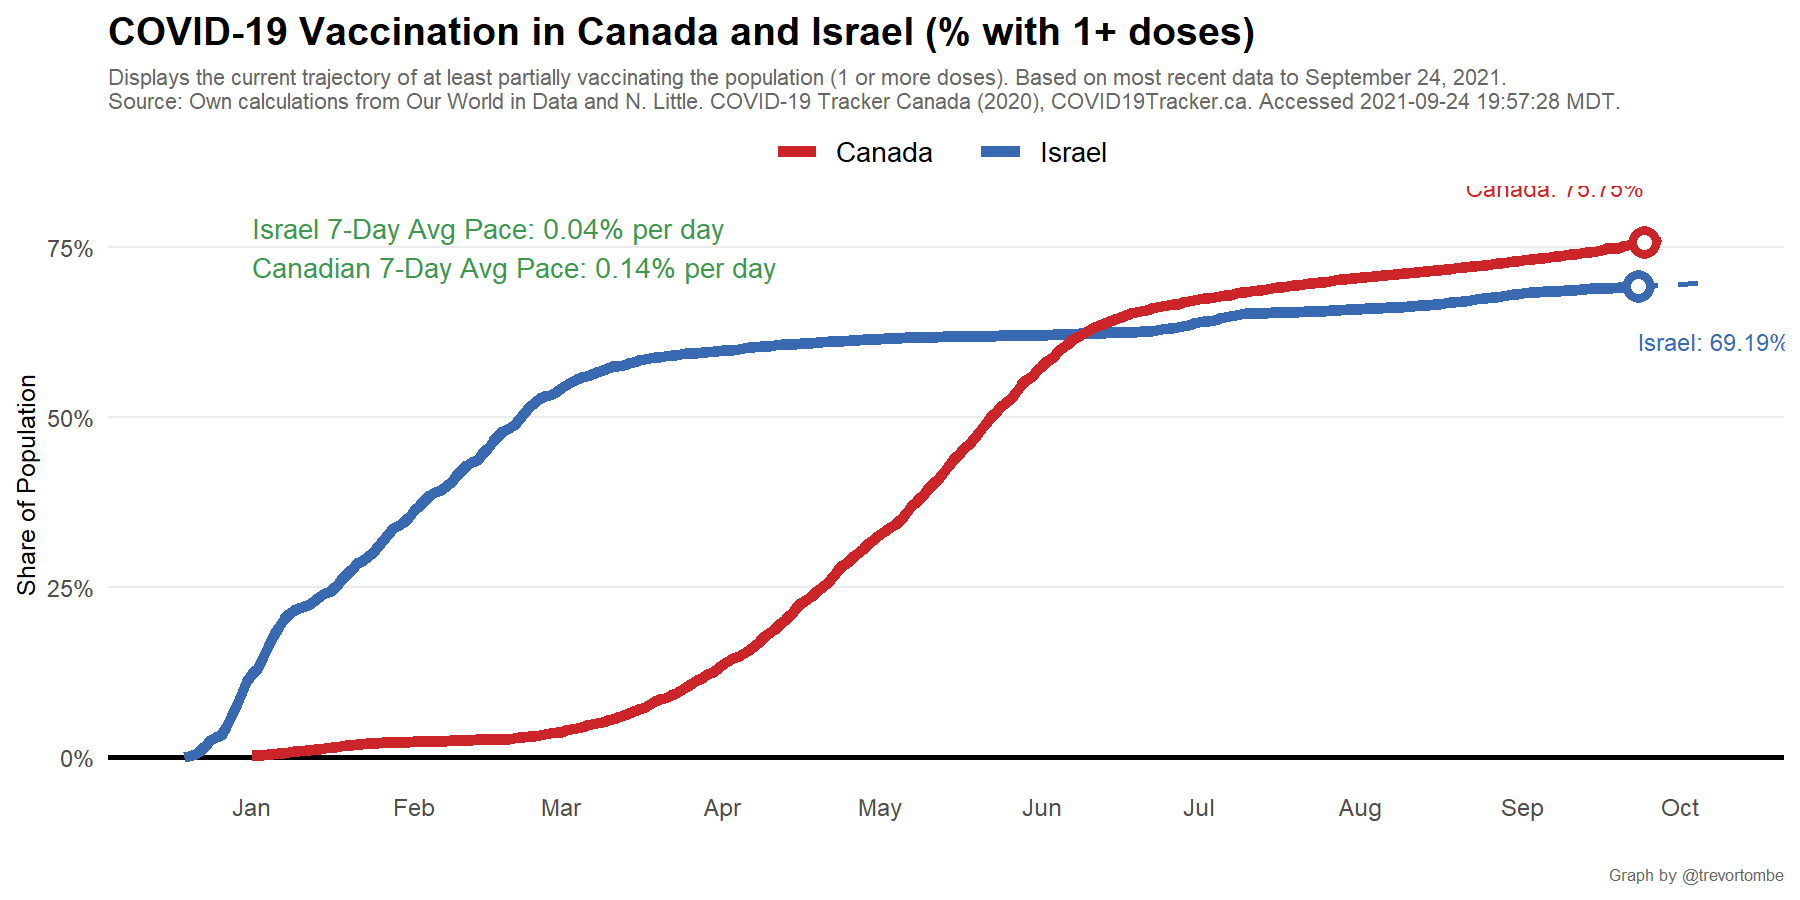 COVID-19 Vaccination in Canada and Israel (% with 1+ doses)
Displays the current trajectory of at least partially vaccinating the population (1 or more doses). Based on most recent data to September 24, 2021.
Source: Own calculations from Our World in Data and N. Little. COVID-19 Tracker Canada (2020), COVID19Tracker.ca. Accessed 2021-09-24 19:57:28 MDT.
Canada Israel
Canada: 75.75%
Israel 7-Day Avg Pace: 0.04% per day
Canadian 7-Day Avg Pace: 0.14% per day
Israel: 69.19%
Share of Population
75%
50%
25%
0%
Jan Feb Mar Apr May Jun Jul Aug Sep Oct
Graph by @trevortombe